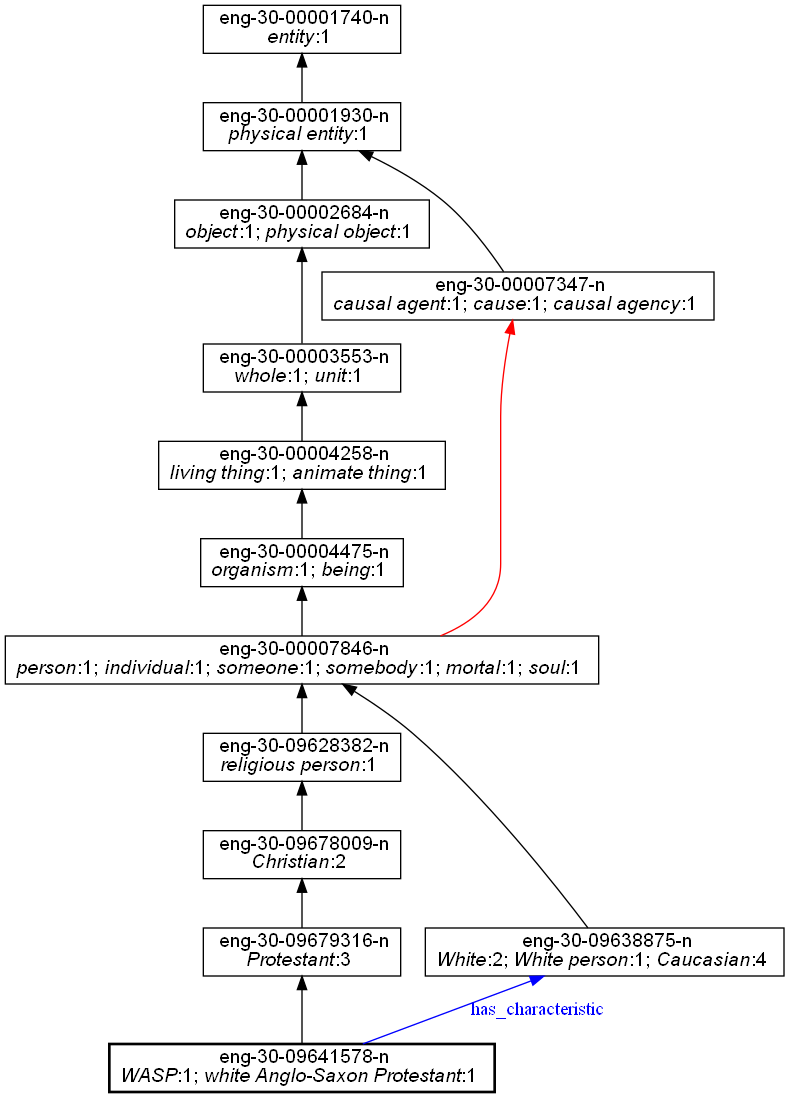 eng-30-00001740-n
entity:1
eng-30-00001930-n
physical entity:1
eng-30-00002684-n
object:1; physical object:1
eng-30-00007347-n
causal agent:1; cause:1; causal agency:1
eng-30-00003553-n
whole:1; unit:1
eng-30-00004258-n
living thing:1; animate thing:1
eng-30-00004475-n
organism:1; being:1
eng-30-00007846-n
person:1; individual:1; someone:1; somebody:1; mortal:1; soul:1
eng-30-09628382-n
religious person:1
eng-30-09678009-n
Christian:2
eng-30-09679316-n
Protestant:3
eng-30-09638875-n
White:2; White person:1; Caucasian:4
has_characteristic
eng-30-09641578-n
WASP:1; white Anglo-Saxon Protestant:1